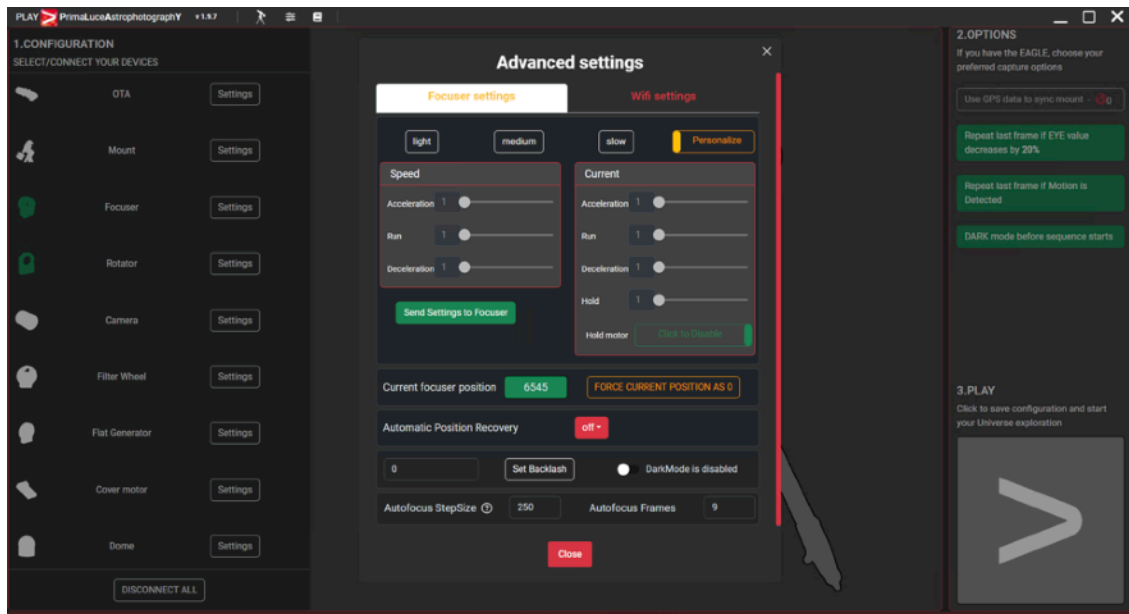 PLAY PrimaLuceAstrophotographY v1.9.7
1.CONFIGURATION
SELECT/CONNECT YOUR DEVICES
OTA Settings
Mount Settings
Focuser Settings
Rotator Settings
Camera Settings
Filter Wheel Settings
Flat Generator Settings
Cover motor Settings
Dome Settings
DISCONNECT ALL
Advanced settings
Focuser settings Wifi settings
light medium slow Personalize
Speed
Acceleration 1
Run 1
Deceleration 1
Send Settings to Focuser
Current
Acceleration 1
Run 1
Deceleration 1
Hold 1
Hold motor Click to Disable
Current focuser position 6545 FORCE CURRENT POSITION AS 0
Automatic Position Recovery off
0 Set Backlash DarkMode is disabled
Autofocus StepSize 250 Autofocus Frames 9
Close
2.OPTIONS
If you have the EAGLE, choose your
preferred capture options
Use GPS data to sync mount -
Repeat last frame if EYE value
decreases by 20%
Repeat last frame if Motion is
Detected
DARK mode before sequence starts
3.PLAY
Click to save configuration and start
your Universe exploration